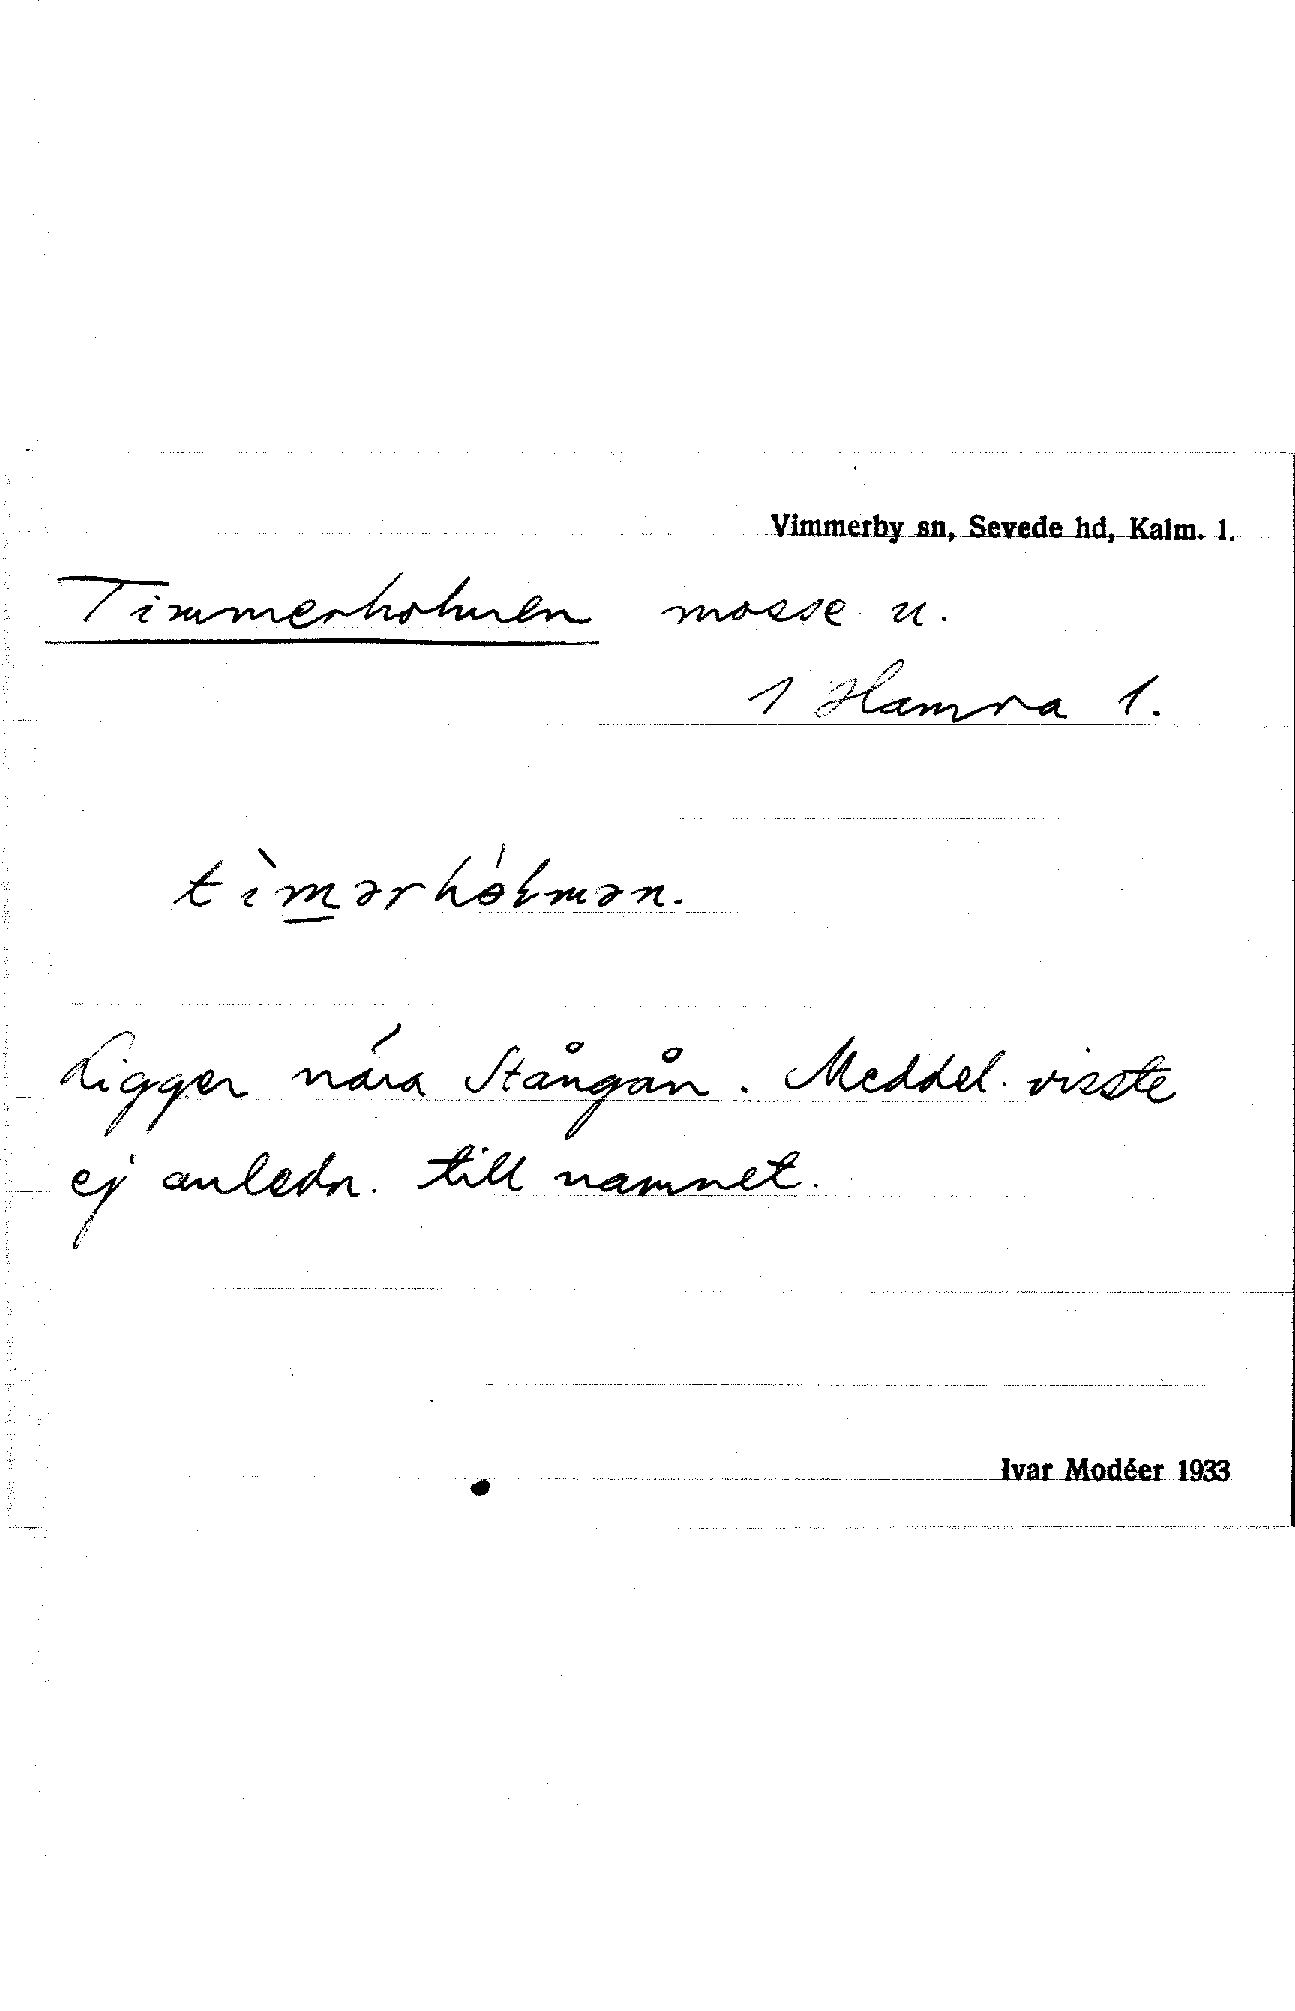 Vimmerby sn, Sevede hd, Kalm. l.
Timmerholmen mosse u.
1 Hamra 1.
tìmərhólmən.
Ligger nära Stångån. Meddel. visste
ej anledn. till namnet.
Ivar Modéer 1933